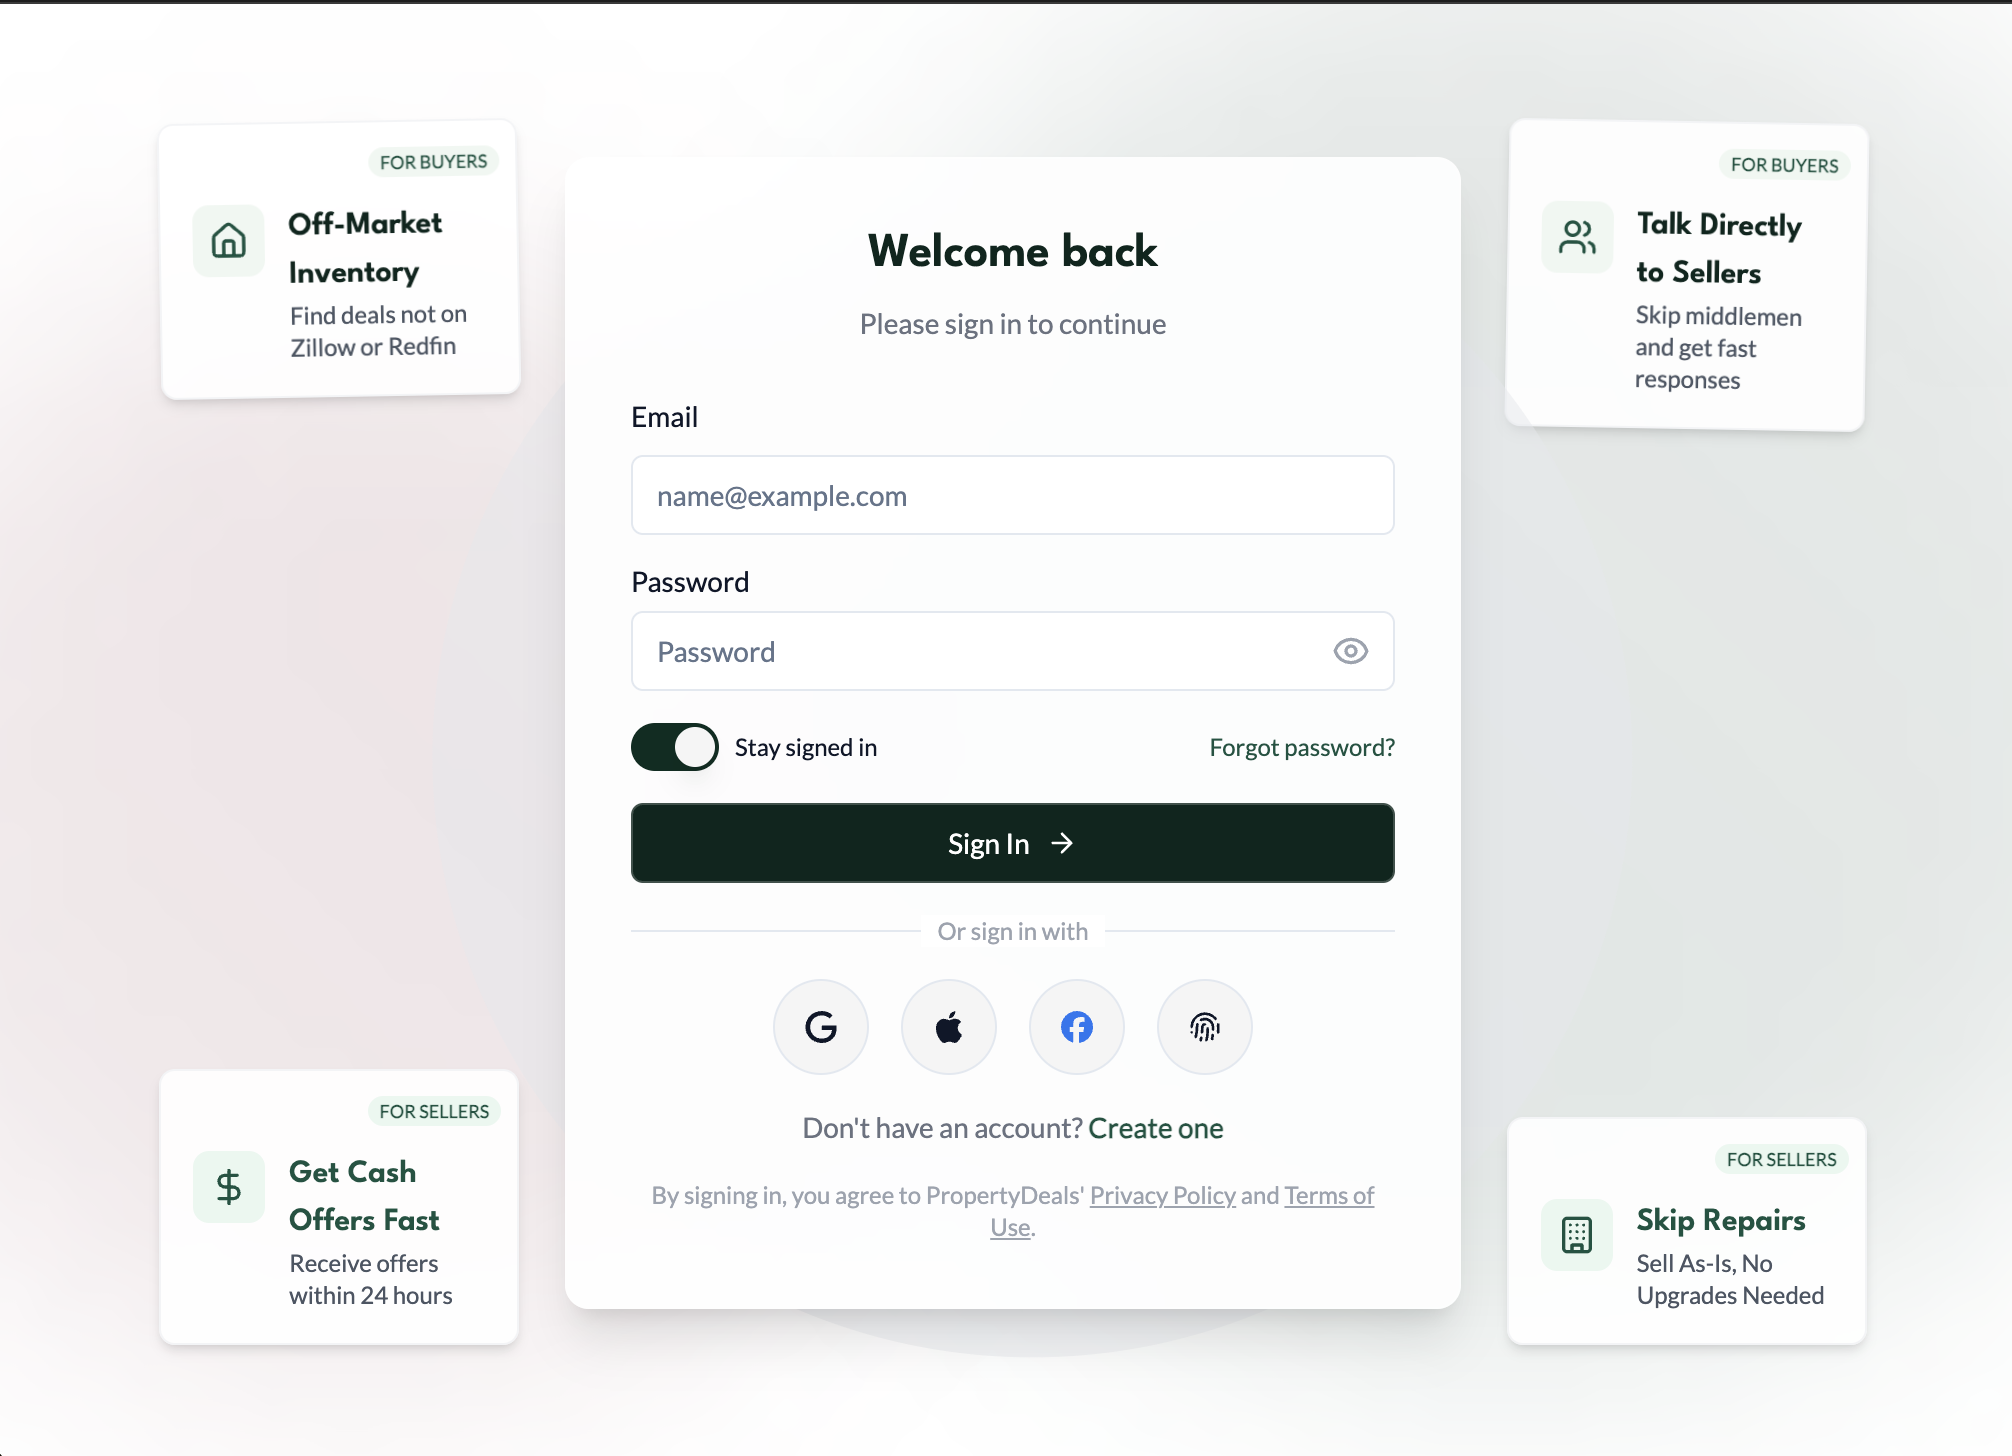 FOR BUYERS
Off-Market
Inventory
Find deals not on
Zillow or Redfin
FOR BUYERS
Talk Directly
to Sellers
Skip middlemen
and get fast
responses
Welcome back
Please sign in to continue
Email
name@example.com
Password
Password
Stay signed in
Forgot password?
Sign In
Or sign in with
Don't have an account? Create one
By signing in, you agree to PropertyDeals' Privacy Policy and Terms of
Use.
FOR SELLERS
Get Cash
Offers Fast
Receive offers
within 24 hours
FOR SELLERS
Skip Repairs
Sell As-Is, No
Upgrades Needed